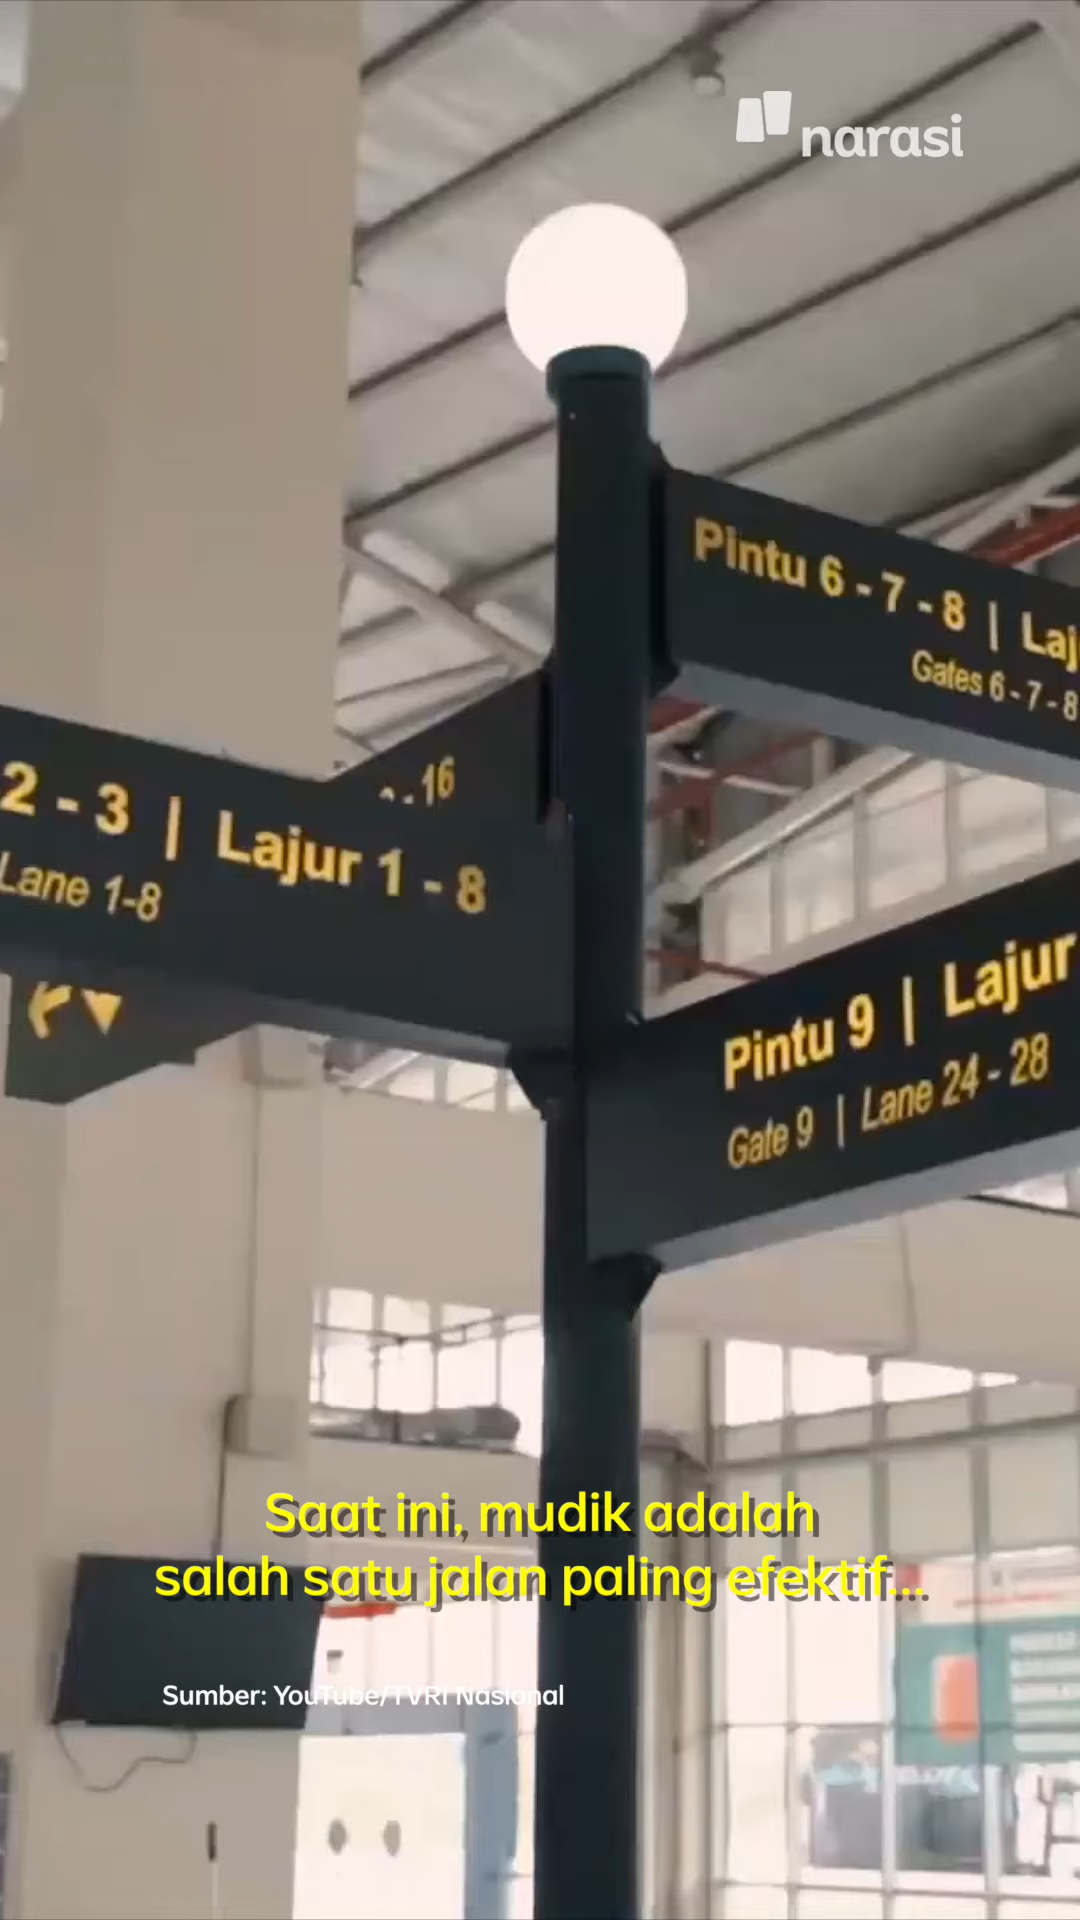 narasi
Pintu 6 - 7 - 8 |
Gates 6 - 7 - 8
- 16
2 - 3 | Lajur 1 - 8
Lane 1-8
Pintu 9 | Lajur
Gate 9 | Lane 24 - 28
Saat ini, mudik adalah
salah satu jalan paling efektif...
Sumber: YouTube/TVRI Nasional